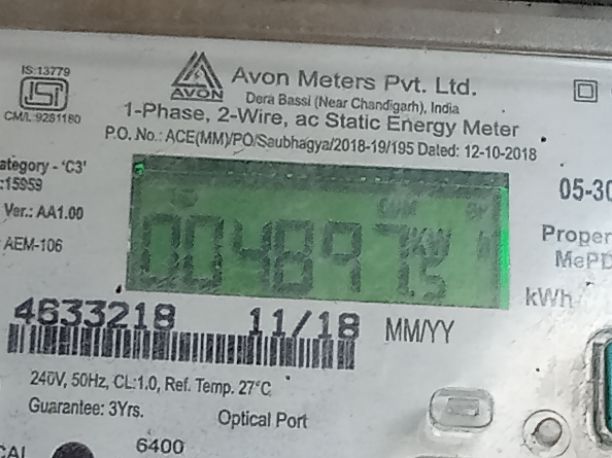 IS:13779
ISI
CM/L 9281180
AVON
Avon Meters Pvt. Ltd.
Dera Bassi (Near Chandigarh), India
1-Phase, 2-Wire, ac Static Energy Meter
P.O. No.: ACE(MM)/PO/Saubhagya/2018-19/195 Dated: 12-10-2018
ategory - 'C3'
:15959
Ver.: AA1.00
AEM-106
004897.5
kWh
05-30
Proper
MePD
kWh
4633218
11/18 MM/YY
240V, 50Hz, CL:1.0, Ref. Temp. 27°C
Guarantee: 3Yrs.
Optical Port
CAL
6400